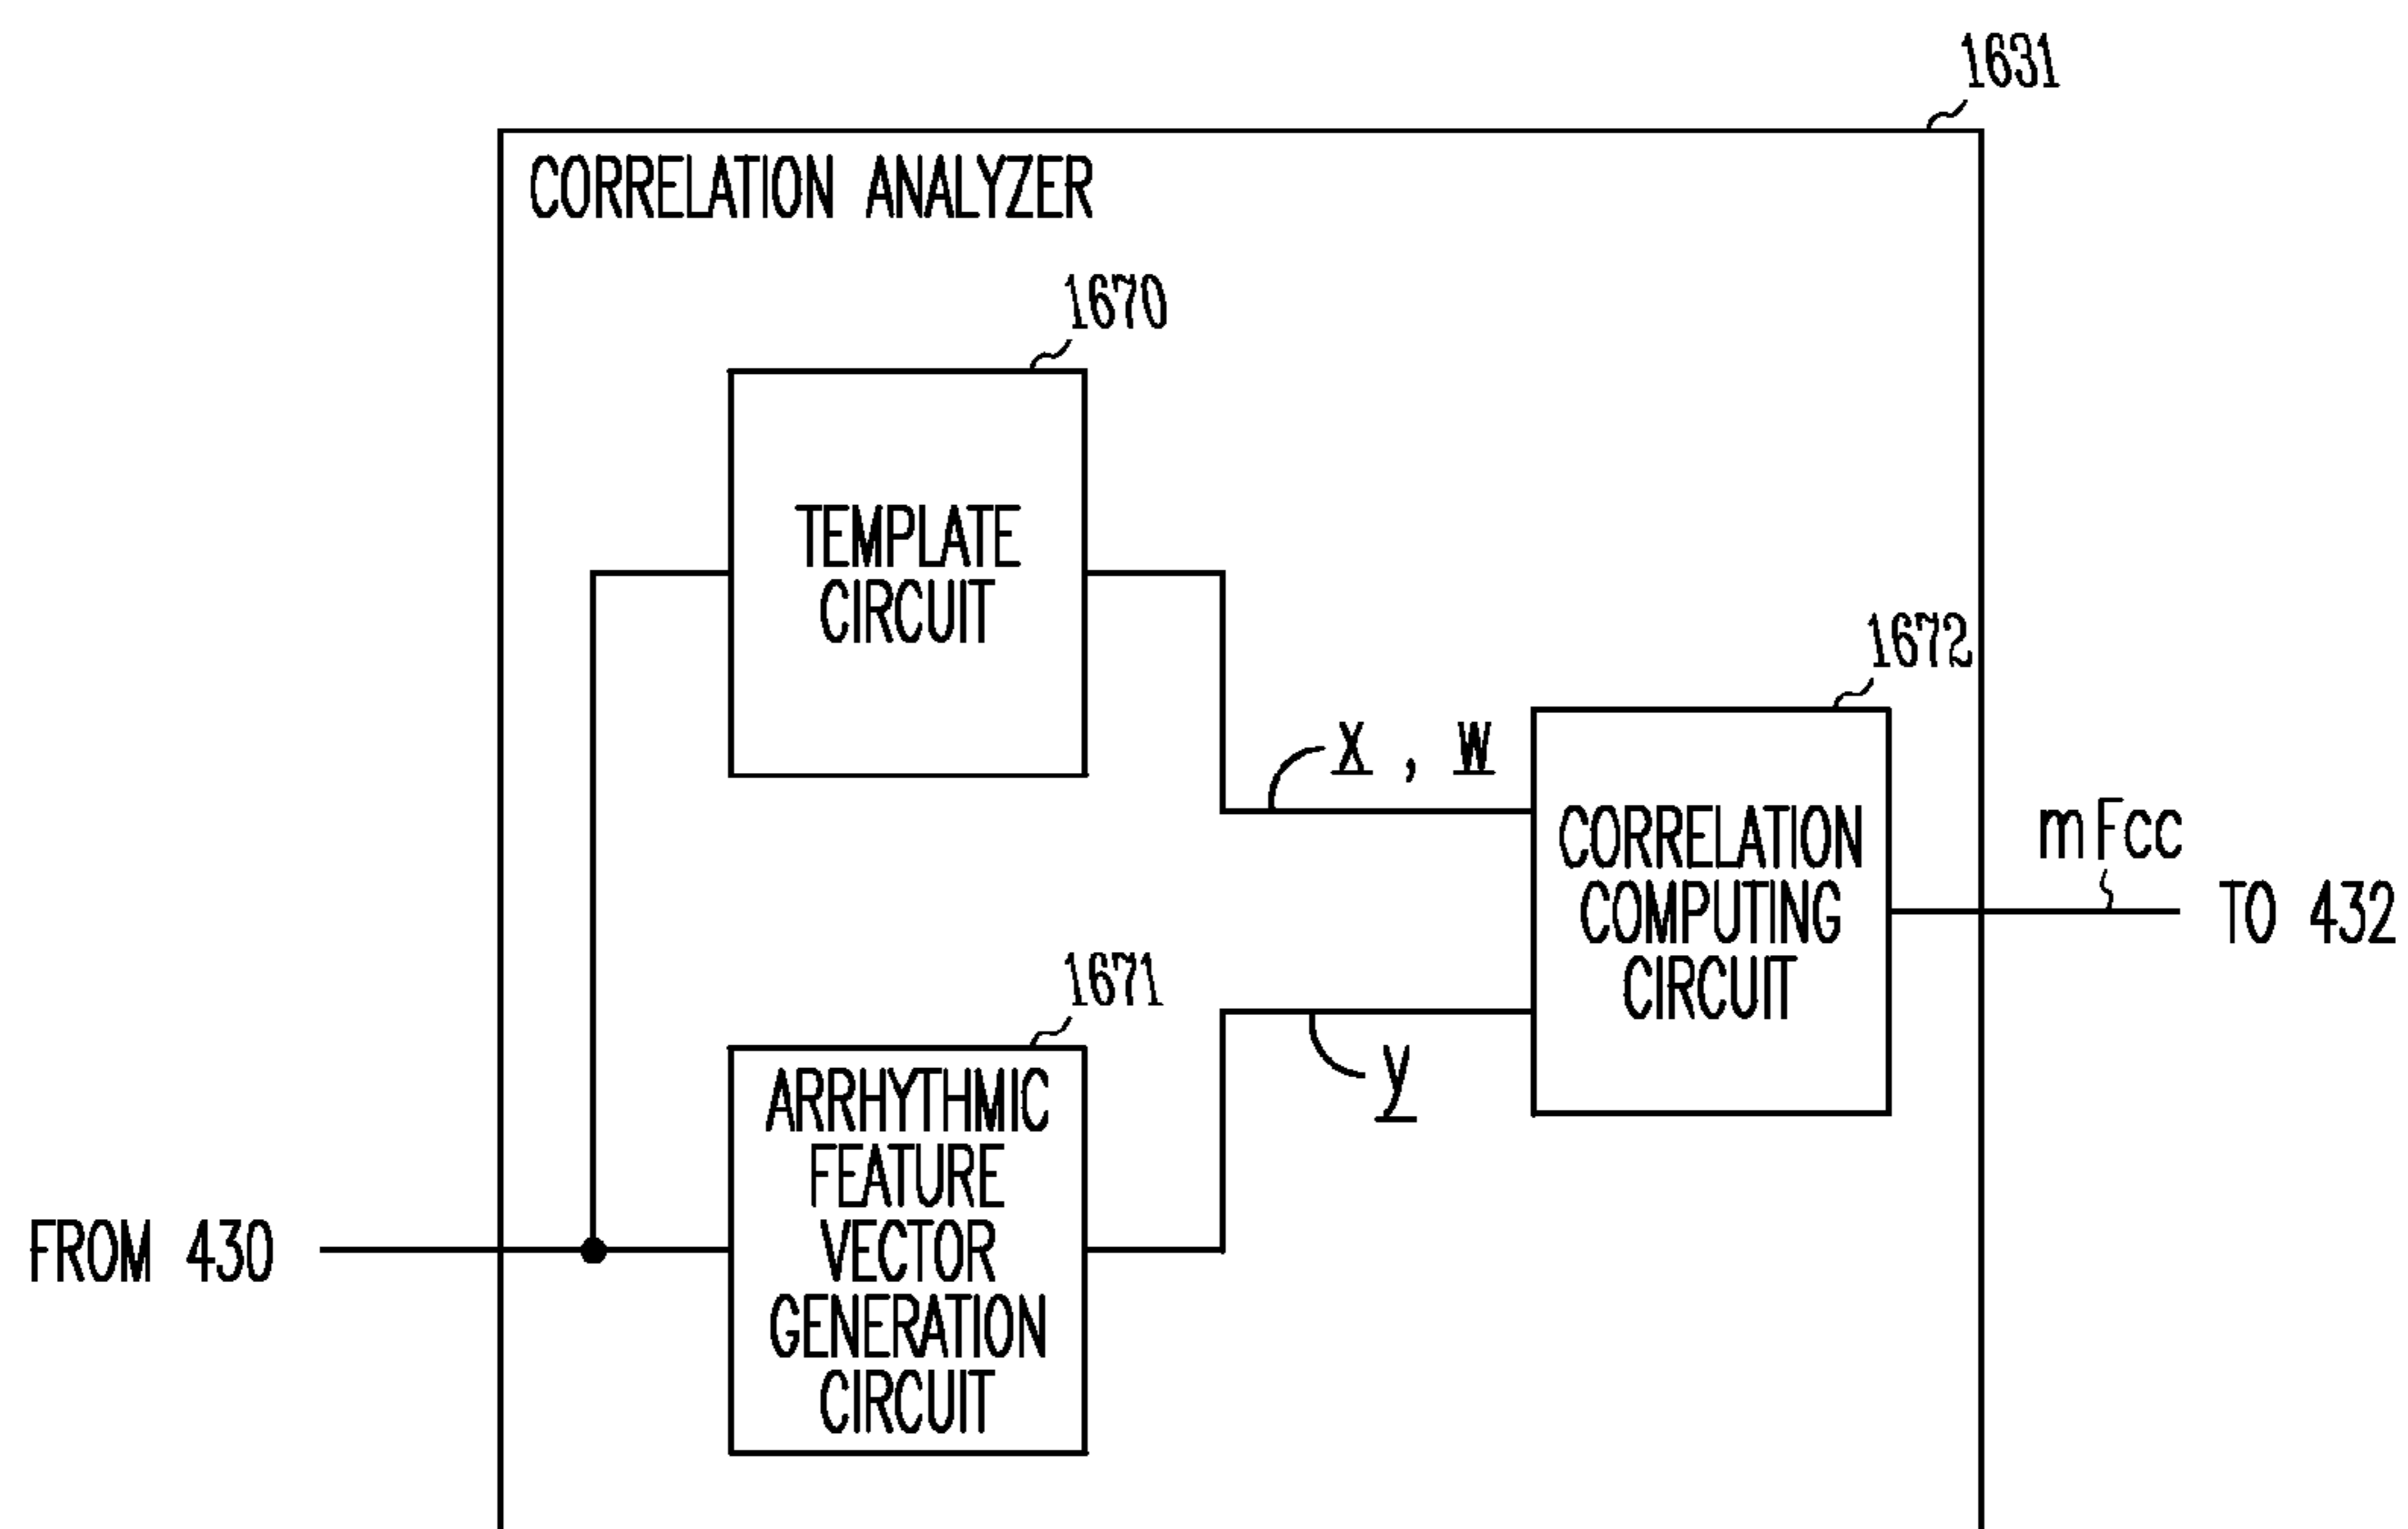 1631
CORRELATION ANALYZER
1670
TEMPLATE
CIRCUIT
1672
x , w
CORRELATION
COMPUTING
CIRCUIT
mFcc
TO 432
1671
y
ARRHYTHMIC
FEATURE
VECTOR
GENERATION
CIRCUIT
FROM 430